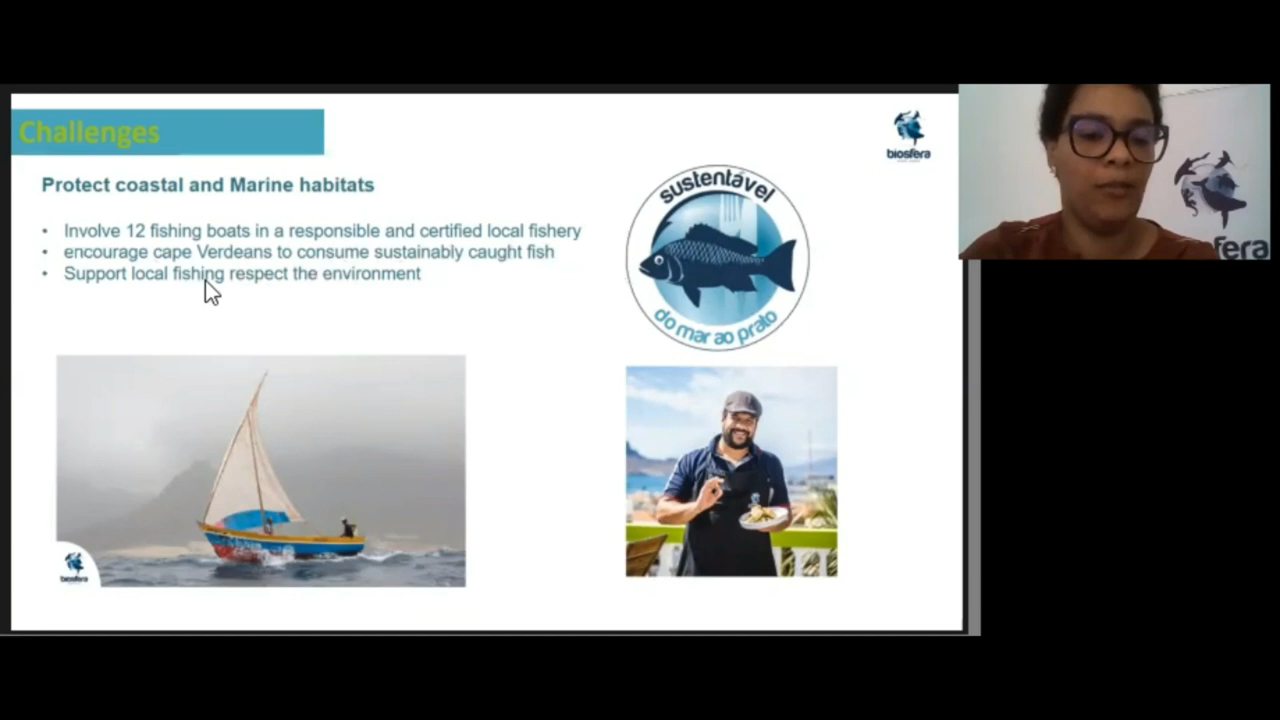 Challenges
biosfera
Protect coastal and Marine habitats
• Involve 12 fishing boats in a responsible and certified local fishery
• encourage cape Verdeans to consume sustainably caught fish
• Support local fishing respect the environment
sustentável
do mar ao prato
biosfera
fera